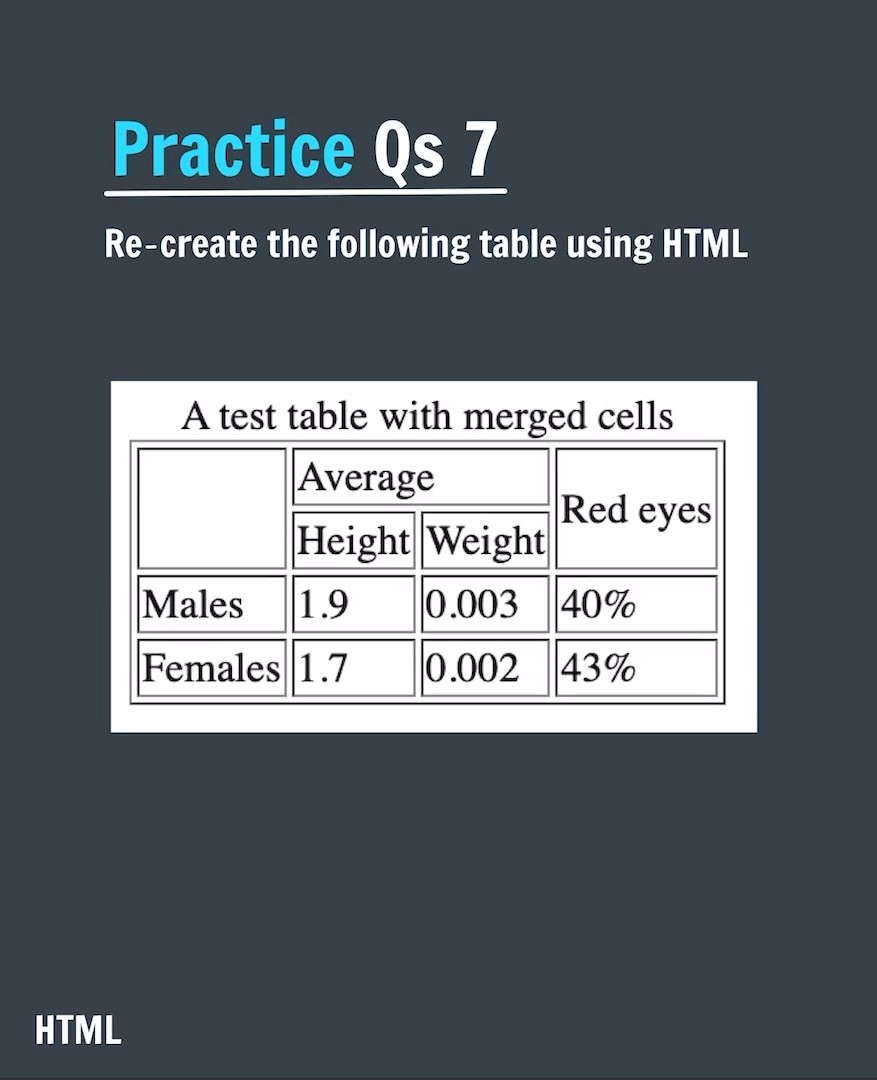 Practice Qs 7
Re-create the following table using HTML
A test table with merged cells
Average
Red eyes
Height Weight
Males 1.9 0.003 40%
Females 1.7 0.002 43%
HTML